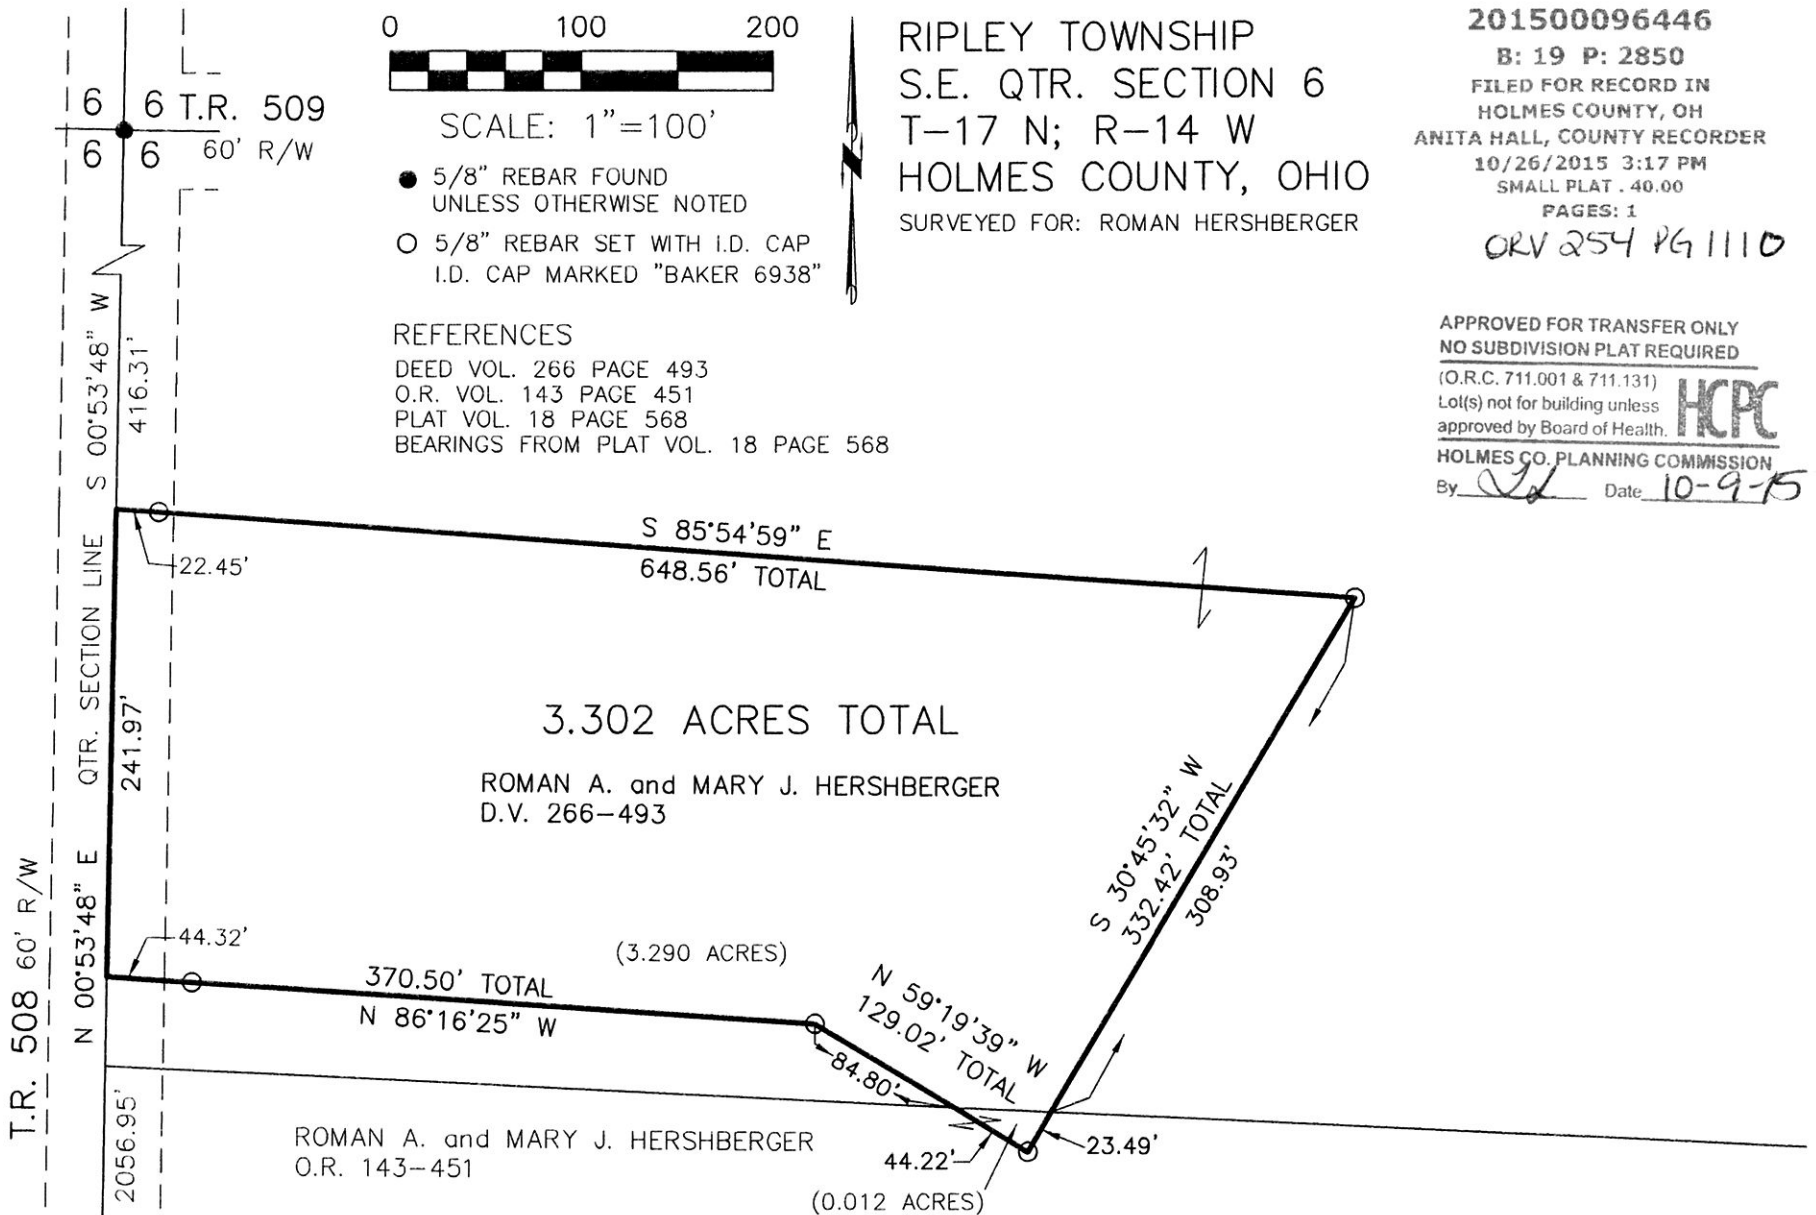 0 100 200
SCALE: 1"=100'
6 6 T.R. 509
6 6 60' R/W
5/8" REBAR FOUND
UNLESS OTHERWISE NOTED
5/8" REBAR SET WITH I.D. CAP
I.D. CAP MARKED "BAKER 6938"
REFERENCES
DEED VOL. 266 PAGE 493
O.R. VOL. 143 PAGE 451
PLAT VOL. 18 PAGE 568
BEARINGS FROM PLAT VOL. 18 PAGE 568
RIPLEY TOWNSHIP
S.E. QTR. SECTION 6
T-17 N; R-14 W
HOLMES COUNTY, OHIO
SURVEYED FOR: ROMAN HERSHBERGER
201500096446
B: 19 P: 2850
FILED FOR RECORD IN
HOLMES COUNTY, OH
ANITA HALL, COUNTY RECORDER
10/26/2015 3:17 PM
SMALL PLAT . 40.00
PAGES: 1
ORV 254 PG 1110
APPROVED FOR TRANSFER ONLY
NO SUBDIVISION PLAT REQUIRED
(O.R.C. 711.001 & 711.131)
Lot(s) not for building unless
approved by Board of Health.
HCPC
HOLMES CO. PLANNING COMMISSION
By Date 10-9-15
S 00°53'48" W
416.31'
S 85°54'59" E
648.56' TOTAL
22.45'
QTR. SECTION LINE
241.97'
N 00°53'48" E
3.302 ACRES TOTAL
ROMAN A. and MARY J. HERSHBERGER
D.V. 266-493
S 30°45'32" W
332.42' TOTAL
308.93'
T.R. 508 60' R/W
44.32'
(3.290 ACRES)
370.50' TOTAL
N 86°16'25" W
N 59°19'39" W
129.02' TOTAL
84.80'
2056.95'
ROMAN A. and MARY J. HERSHBERGER
O.R. 143-451
44.22'
23.49'
(0.012 ACRES)